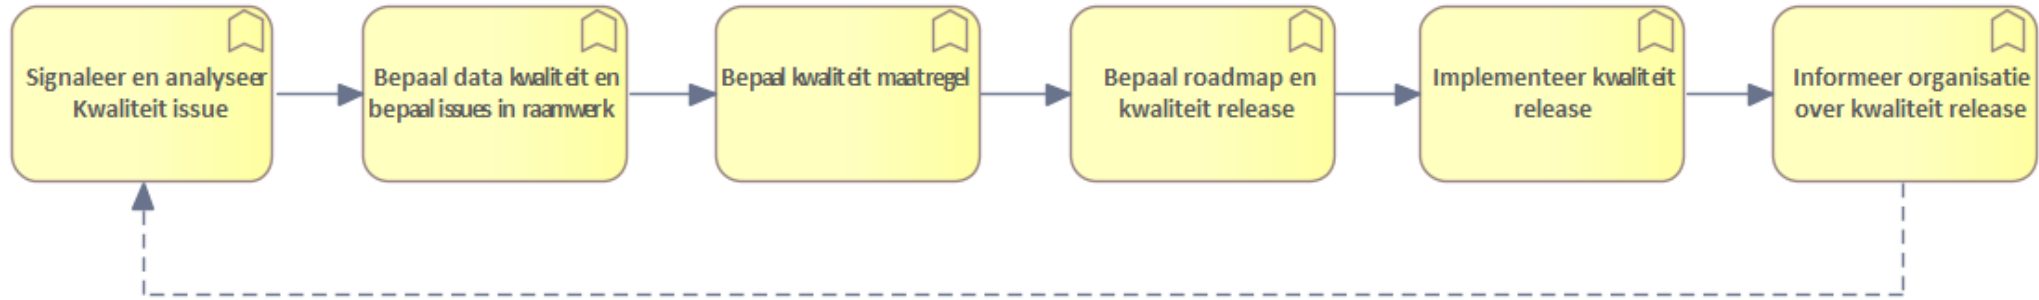 Signaleer en analyseer
Kwaliteit issue
Bepaal data kwaliteit en
bepaal issues in raamwerk
Bepaal kwaliteit maatregel
Bepaal roadmap en
kwaliteit release
Implementeer kwaliteit
release
Informeer organisatie
over kwaliteit release